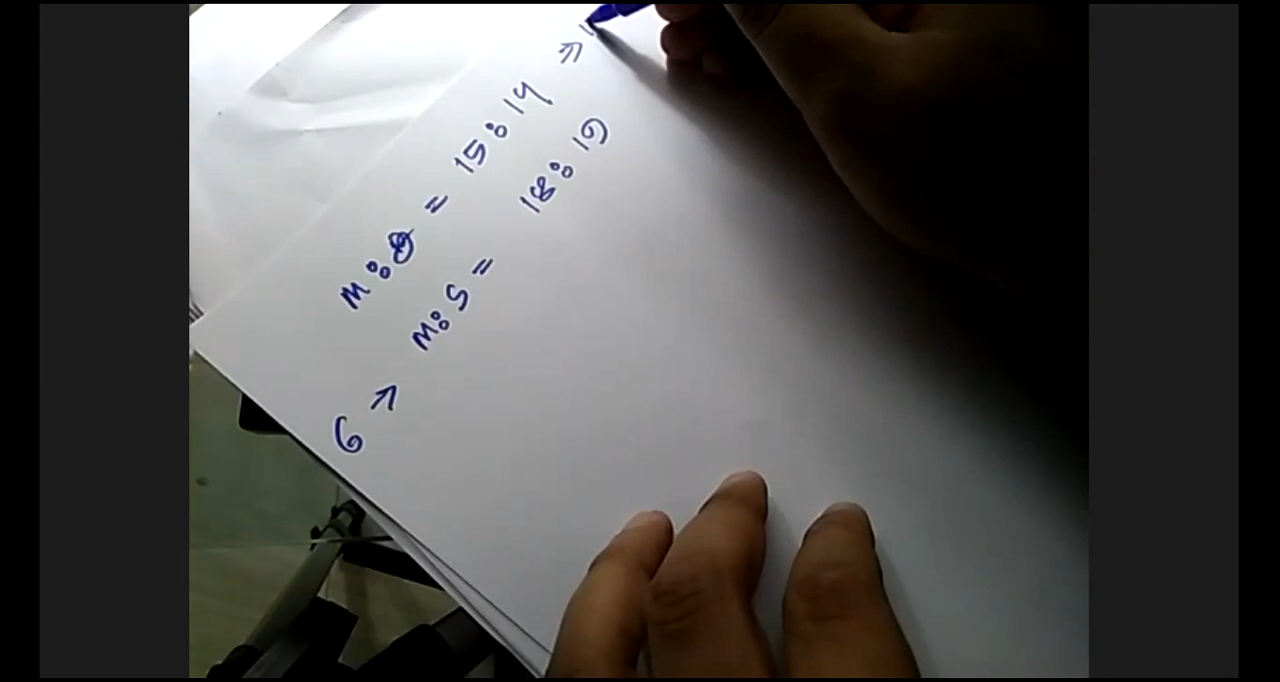 M:O = 15:14 ⇒
6 → M:S = 18:19